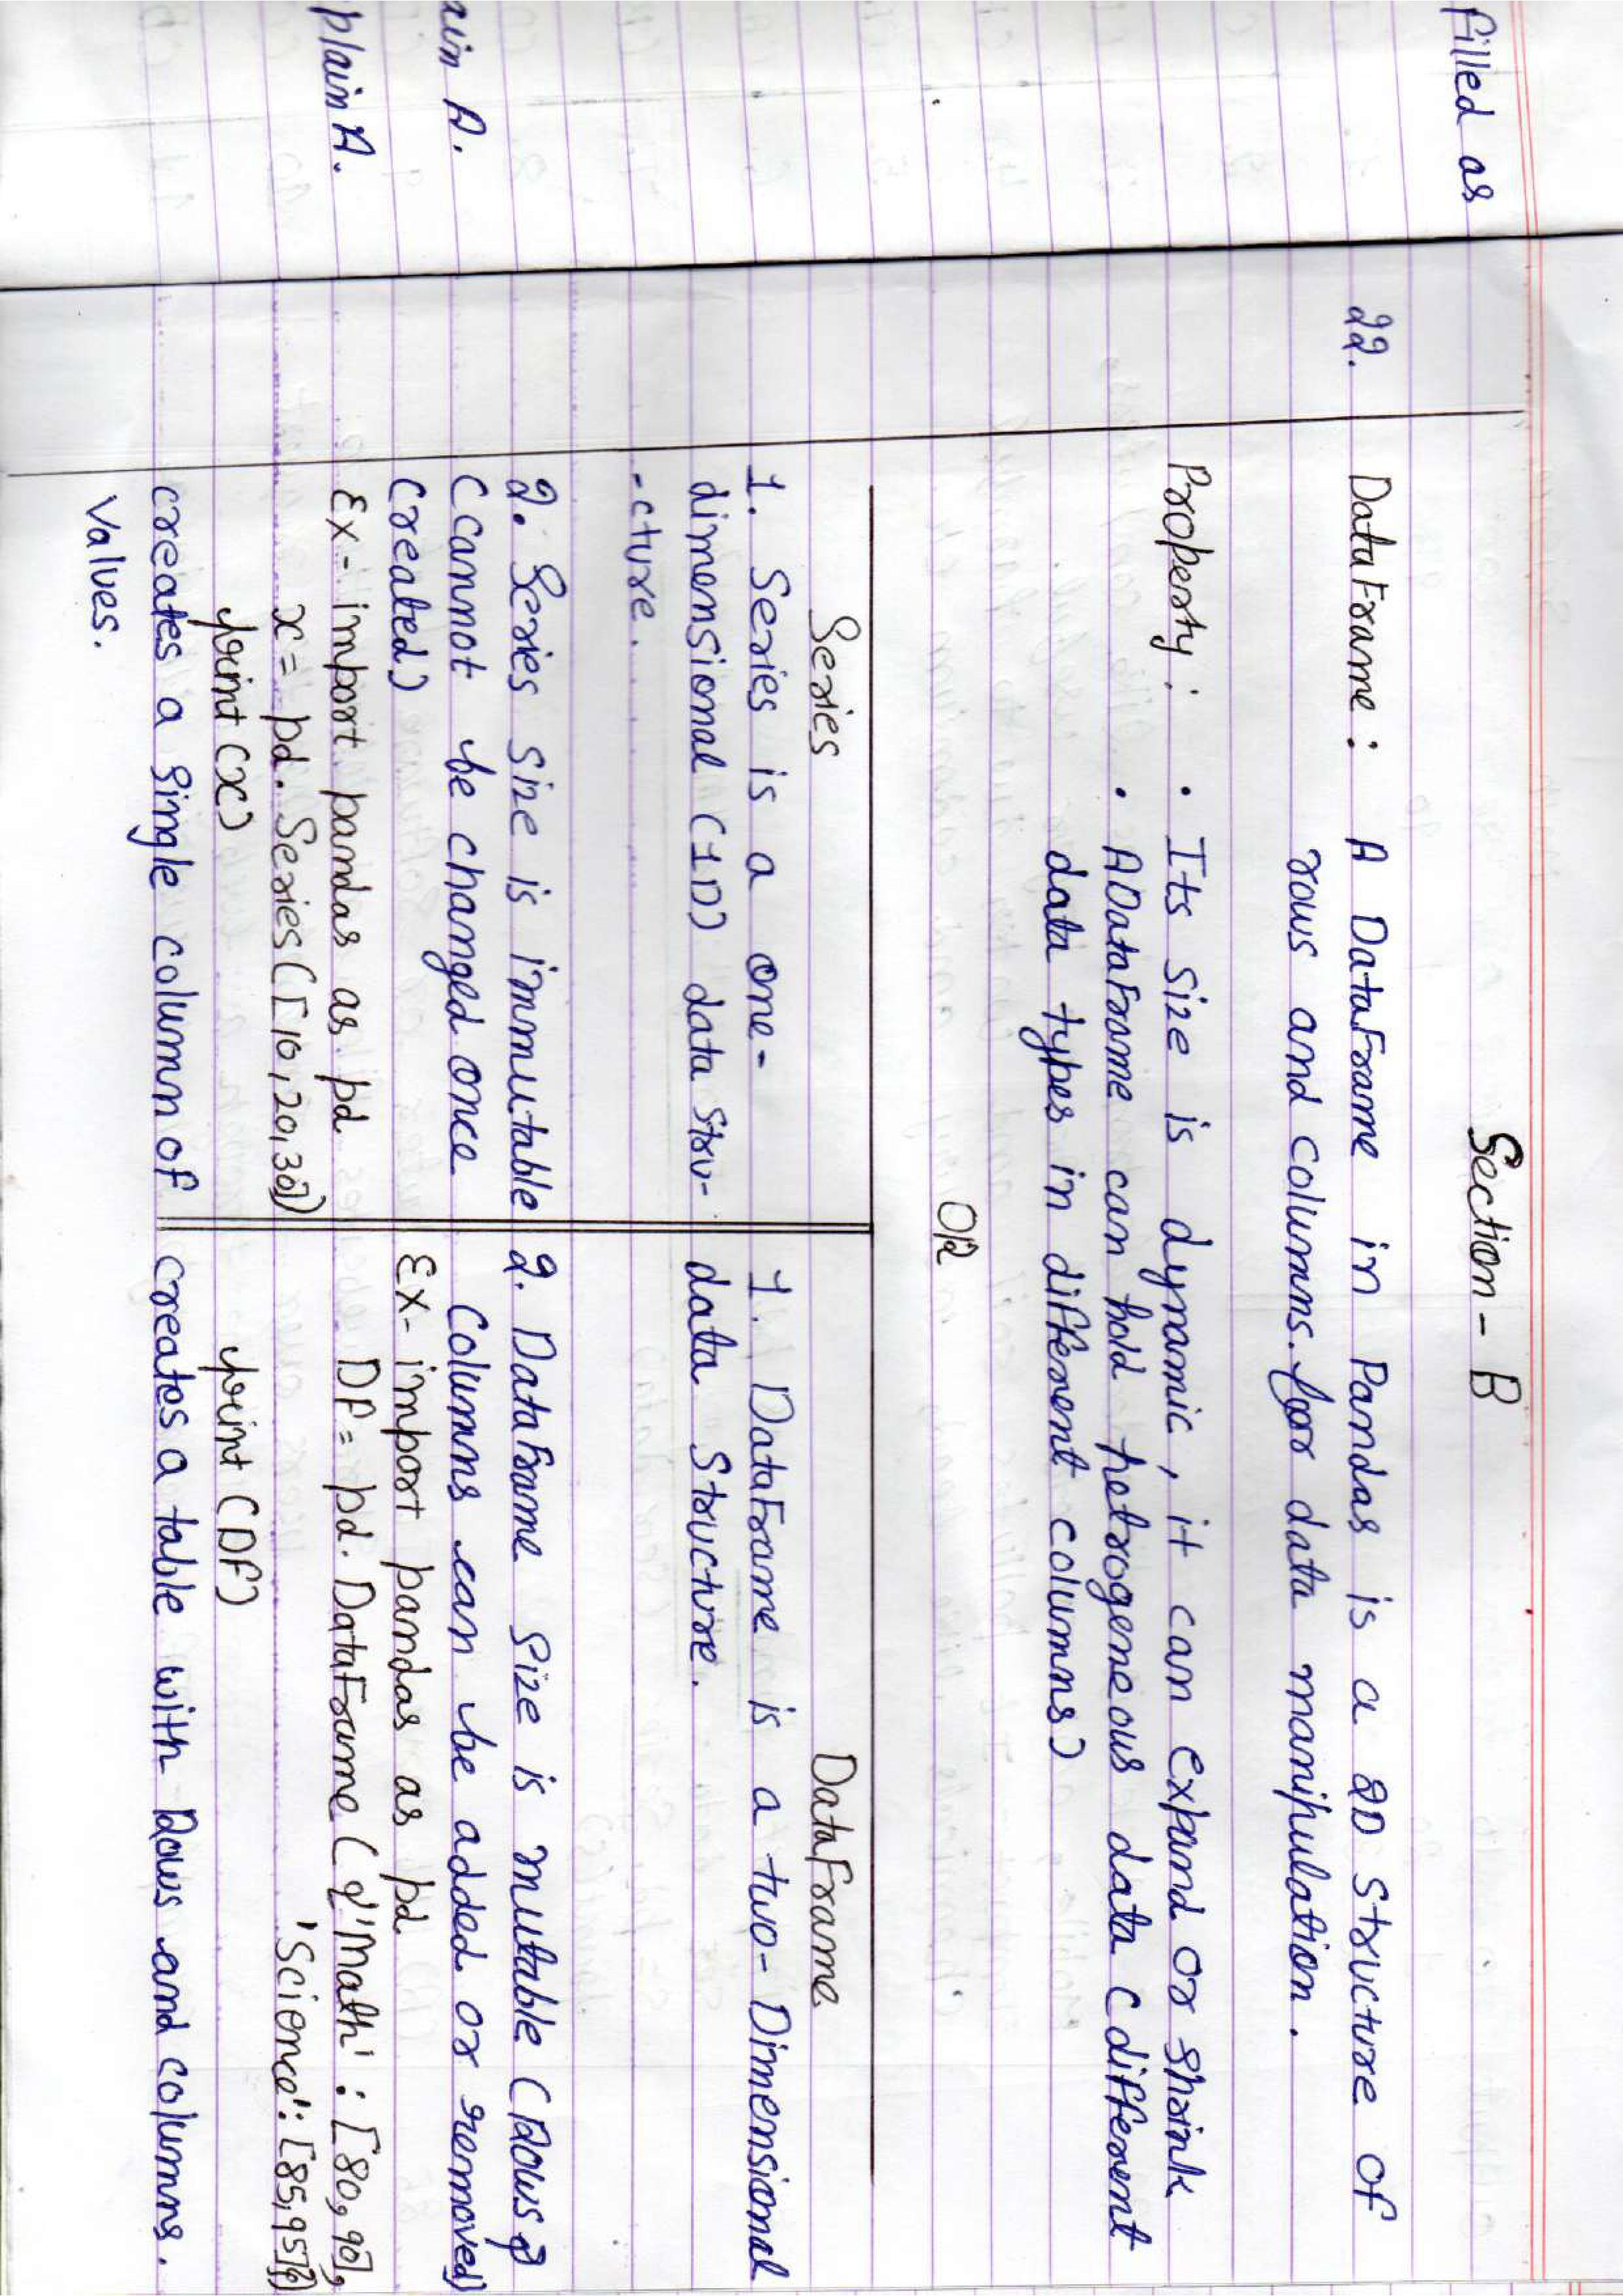 filled as
Section - B
22. DataFrame : A DataFrame in Pandas is a 2D structure of
rows and columns. for data manipulation.
Property : • Its size is dynamic, it can expand or shrink
• A DataFrame can hold hetrogeneous data (different
data types in different columns)
OR
Series
1. Series is a one-
dimensional (1D) data stru-
-cture.
2. Series size is immutable
(cannot be changed once
created)
Ex- import pandas as pd
x = pd. Series ([10,20,30])
print (x)
creates a single column of
values.
DataFrame
1. DataFrame is a two- Dimensional
data structure.
2. DataFrame size is mutable (Rows &
columns can be added or removed)
Ex- import pandas as pd
DF= pd. DataFrame ({'Math' : [80, 90],
'Science': [85,95]})
print (DF)
creates a table with Rows and columns.
ain A.
plain A.